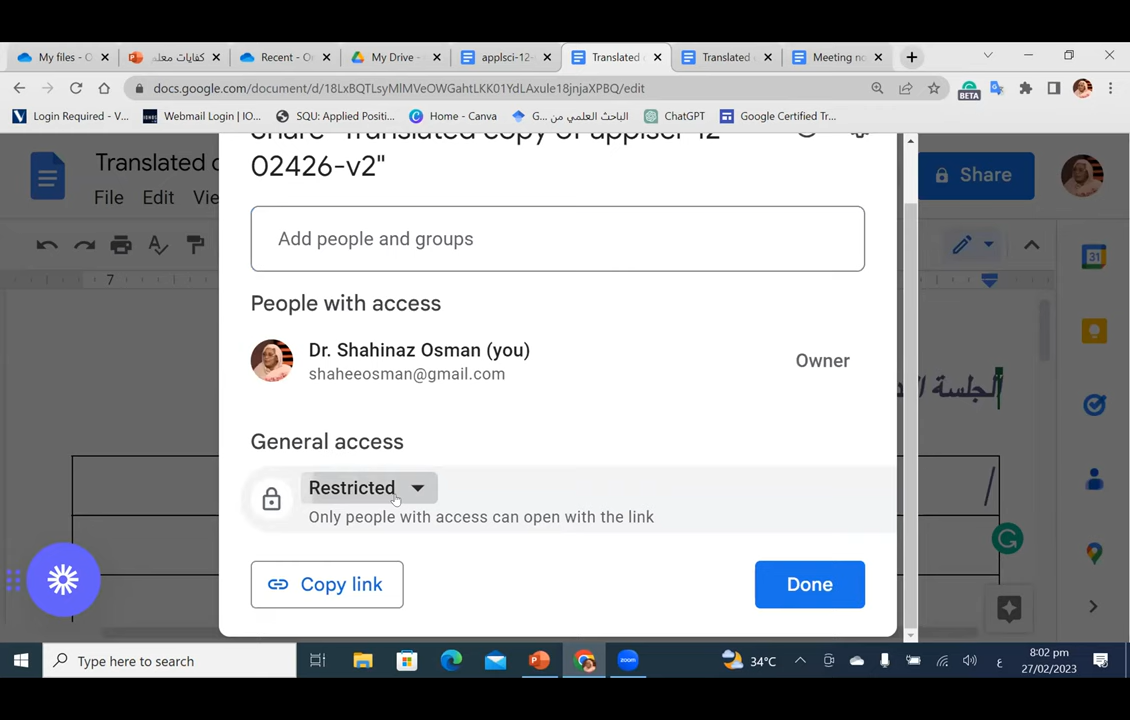 My files - O
كفايات معلم
Recent - On
My Drive -
applsci-12-
Translated
Translated
Meeting no
docs.google.com/document/d/18LxBQTLsyMlMVeOWGahtLKK01YdLAxule18jnjaXPBQ/edit
BETA
Login Required - V...
Webmail Login | IO...
SQU: Applied Positi...
Home - Canva
الباحث العلمي من G...
ChatGPT
Google Certified Tr...
Share "Translated copy of applsci-12-
02426-v2"
Translated c
File Edit Vie
Share
7
Add people and groups
People with access
Dr. Shahinaz Osman (you)
shaheeosman@gmail.com
Owner
General access
Restricted
Only people with access can open with the link
Copy link
Done
Type here to search
zoom
34°C
ع
8:02 pm
27/02/2023